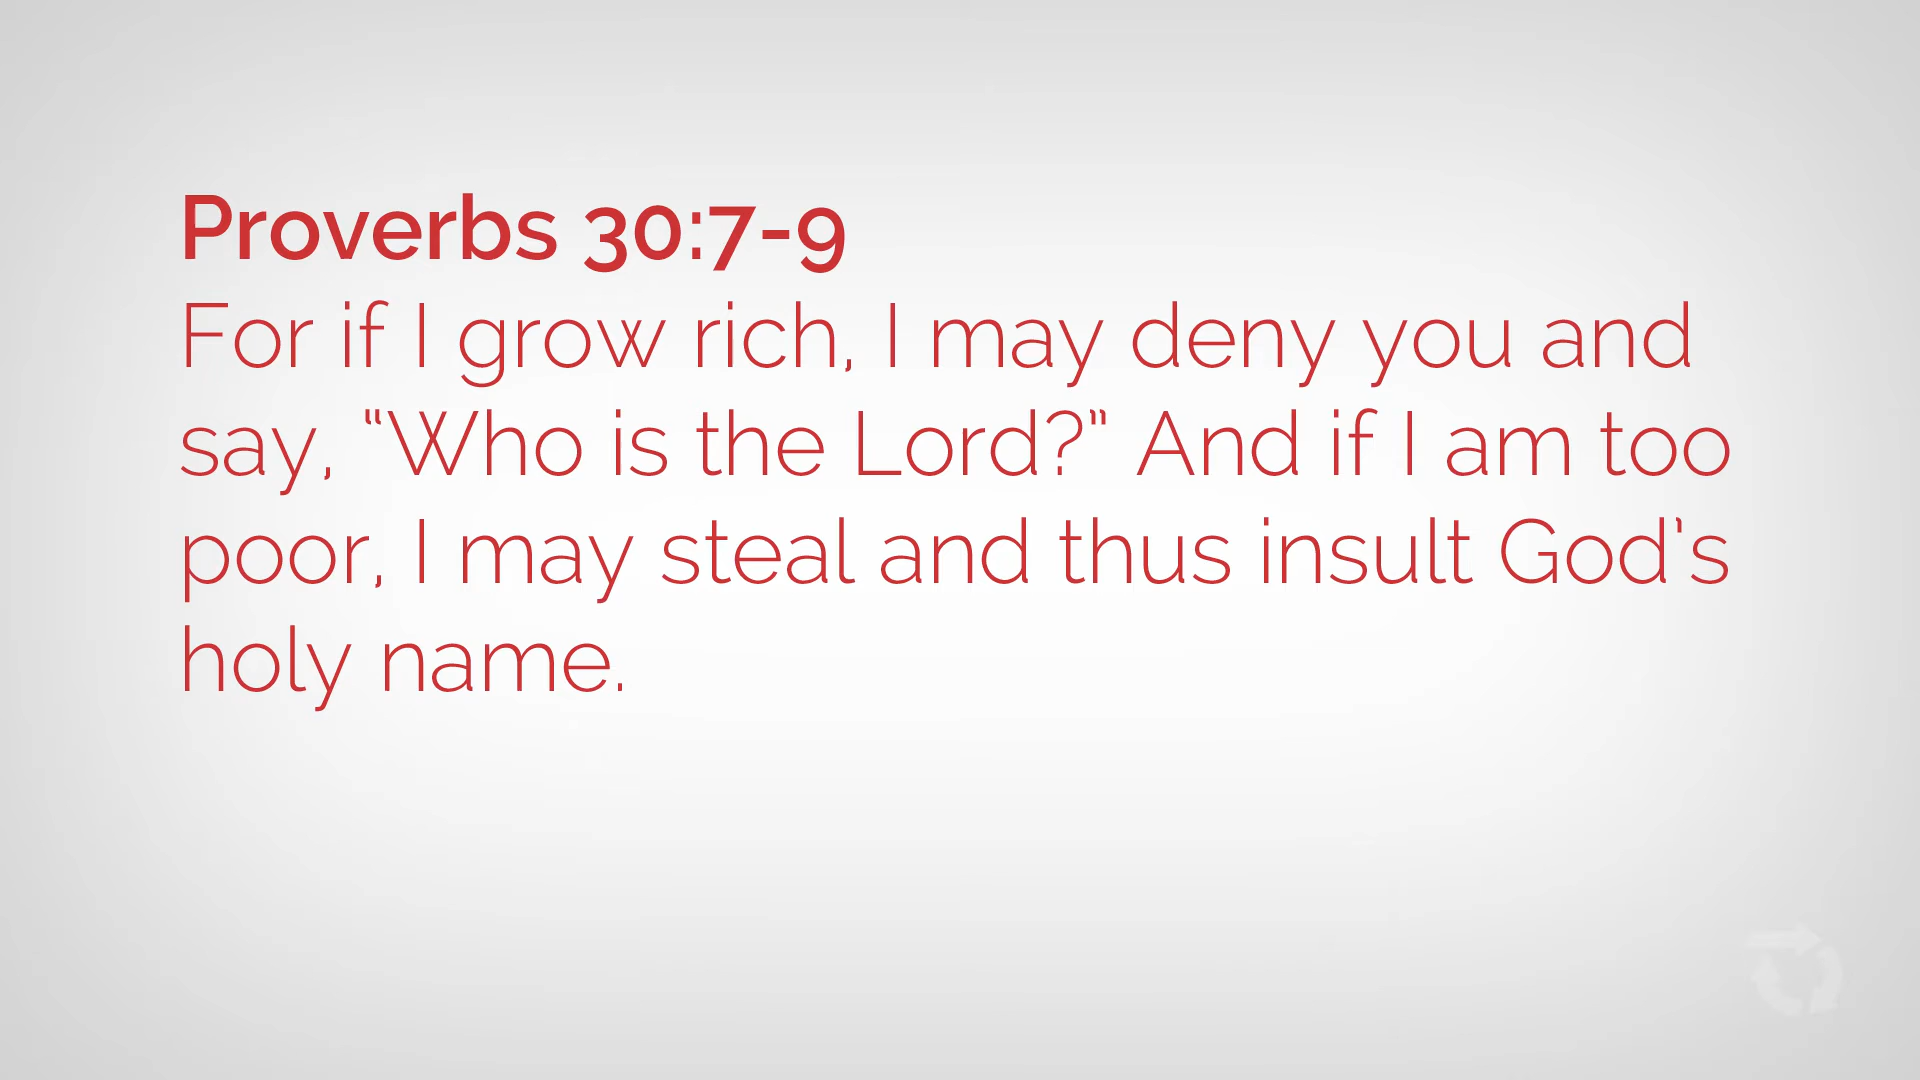 Proverbs 30:7-9
For if I grow rich, I may deny you and
say, “Who is the Lord?” And if I am too
poor, I may steal and thus insult God’s
holy name.